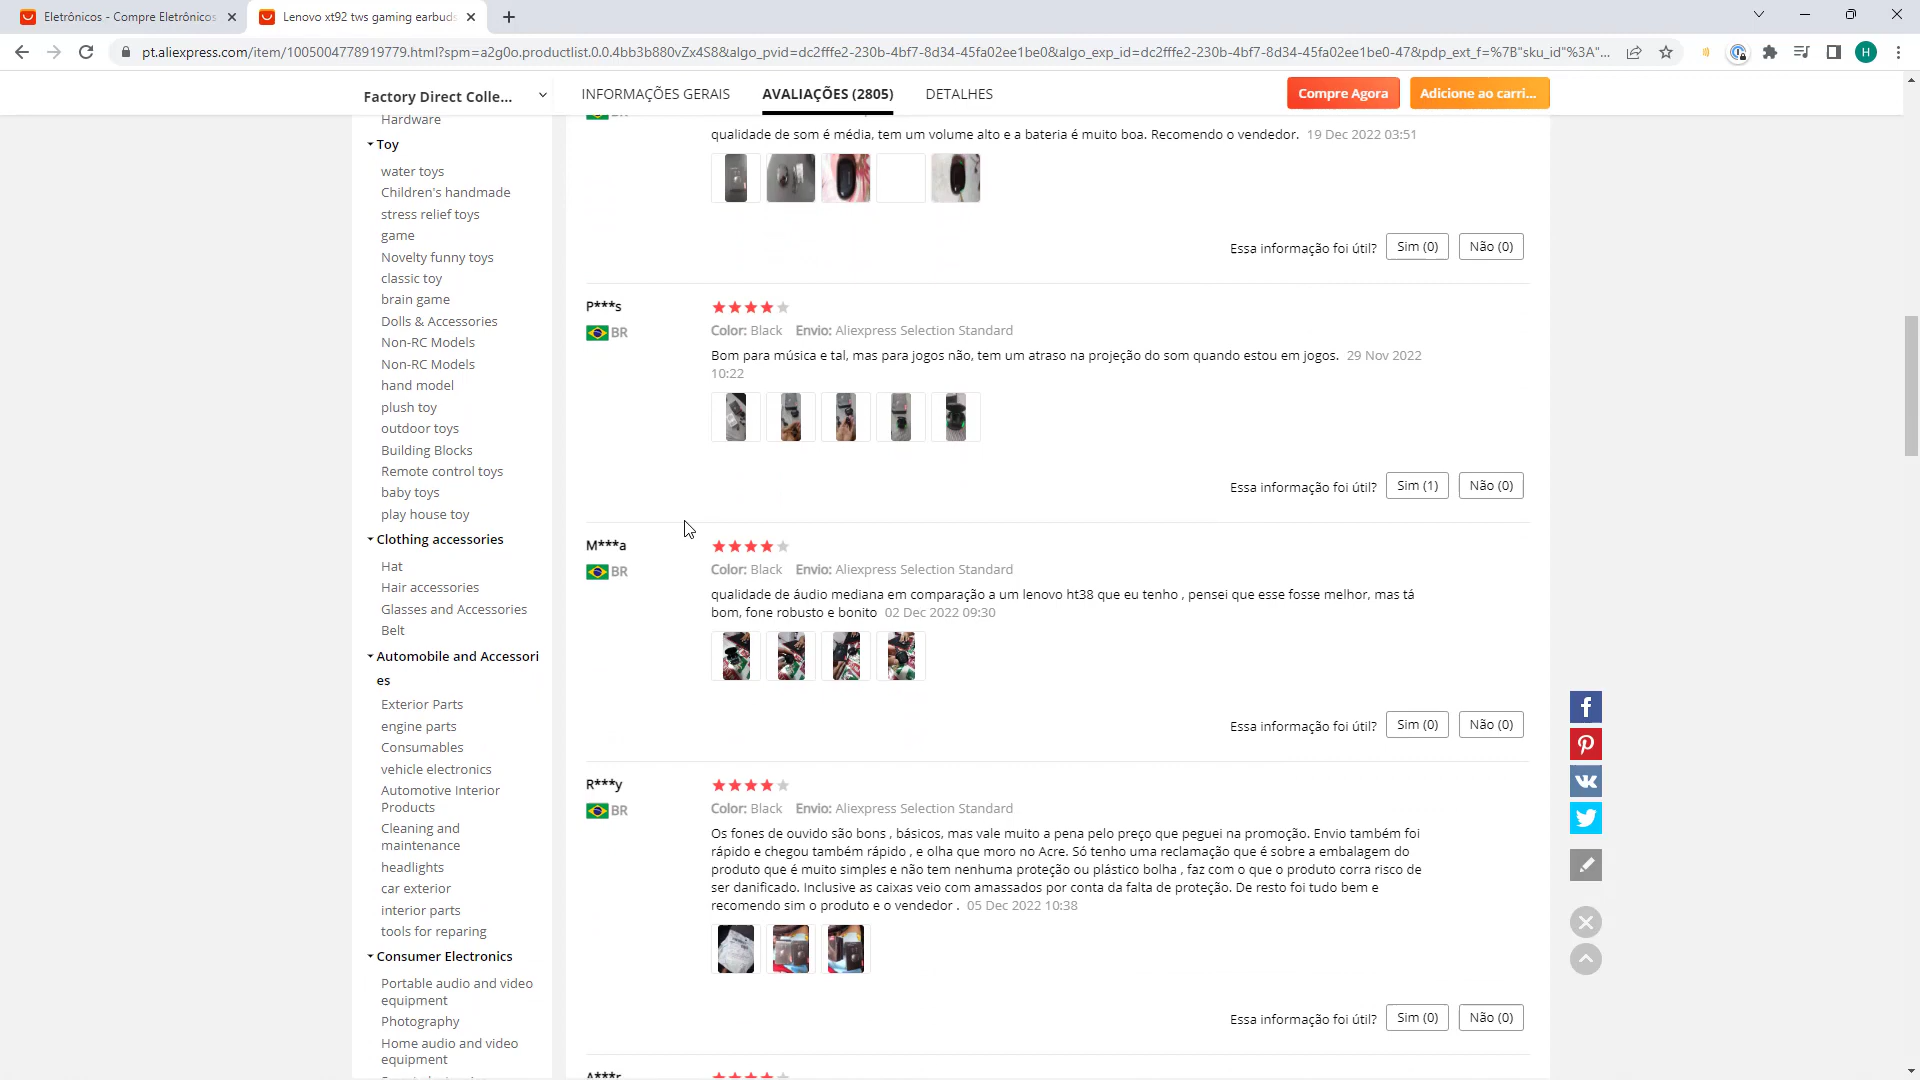 Eletrônicos - Compre Eletrônicos
Lenovo xt92 tws gaming earbuds
pt.aliexpress.com/item/1005004778919779.html?spm=a2g0o.productlist.0.0.4bb3b880vZx4S8&algo_pvid=dc2fffe2-230b-4bf7-8d34-45fa02ee1be0&algo_exp_id=dc2fffe2-230b-4bf7-8d34-45fa02ee1be0-47&pdp_ext_f=%7B"sku_id"%3A"...
H
Factory Direct Colle...
INFORMAÇÕES GERAIS
AVALIAÇÕES (2805)
DETALHES
Compre Agora
Adicione ao carri...
Hardware
Toy
water toys
Children's handmade
stress relief toys
game
Novelty funny toys
classic toy
brain game
Dolls & Accessories
Non-RC Models
Non-RC Models
hand model
plush toy
outdoor toys
Building Blocks
Remote control toys
baby toys
play house toy
Clothing accessories
Hat
Hair accessories
Glasses and Accessories
Belt
Automobile and Accessori
es
Exterior Parts
engine parts
Consumables
vehicle electronics
Automotive Interior
Products
Cleaning and
maintenance
headlights
car exterior
interior parts
tools for reparing
Consumer Electronics
Portable audio and video
equipment
Photography
Home audio and video
equipment
qualidade de som é média, tem um volume alto e a bateria é muito boa. Recomendo o vendedor. 19 Dec 2022 03:51
Essa informação foi útil? Sim (0) Não (0)
P***s
BR
Color: Black Envio: Aliexpress Selection Standard
Bom para música e tal, mas para jogos não, tem um atraso na projeção do som quando estou em jogos. 29 Nov 2022
10:22
Essa informação foi útil? Sim (1) Não (0)
M***a
BR
Color: Black Envio: Aliexpress Selection Standard
qualidade de áudio mediana em comparação a um lenovo ht38 que eu tenho , pensei que esse fosse melhor, mas tá
bom, fone robusto e bonito 02 Dec 2022 09:30
Essa informação foi útil? Sim (0) Não (0)
R***y
BR
Color: Black Envio: Aliexpress Selection Standard
Os fones de ouvido são bons , básicos, mas vale muito a pena pelo preço que peguei na promoção. Envio também foi
rápido e chegou também rápido , e olha que moro no Acre. Só tenho uma reclamação que é sobre a embalagem do
produto que é muito simples e não tem nenhuma proteção ou plástico bolha , faz com o que o produto corra risco de
ser danificado. Inclusive as caixas veio com amassados por conta da falta de proteção. De resto foi tudo bem e
recomendo sim o produto e o vendedor . 05 Dec 2022 10:38
Essa informação foi útil? Sim (0) Não (0)
A***r